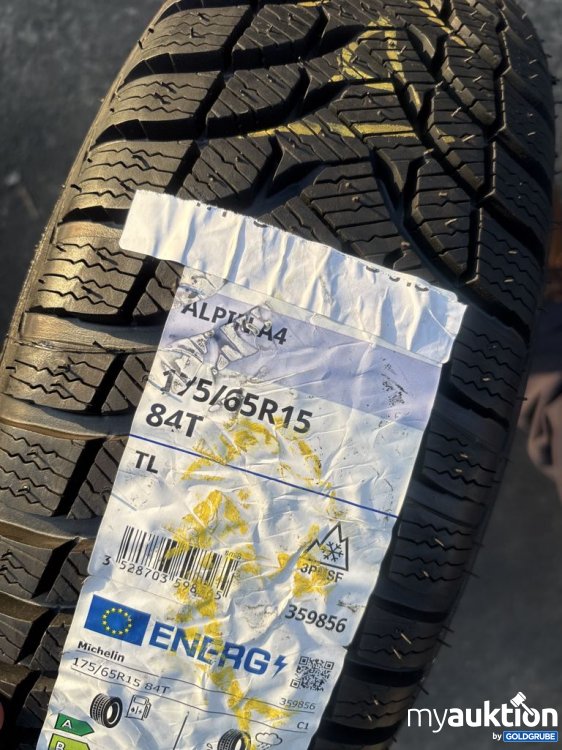 ALPIN A4
175/65R15
84T
TL
3PMSF
359856
ENERG
Michelin
175/65R15 84T
359856
C1
A
B
myauktion
by GOLDGRUBE